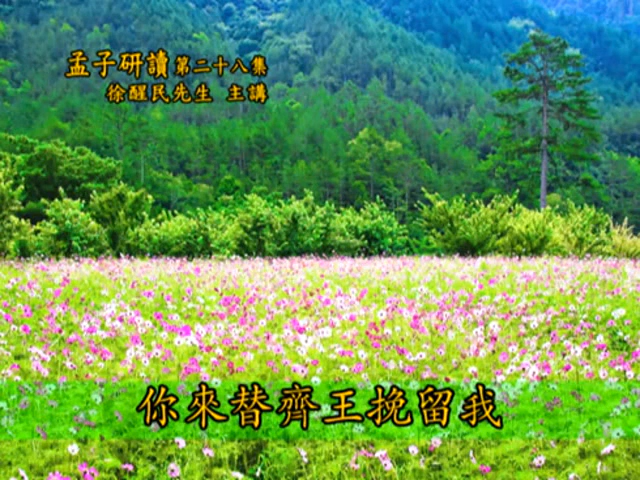 孟子研讀第二十八集
徐醒民先生 主講
你來替齊王挽留我